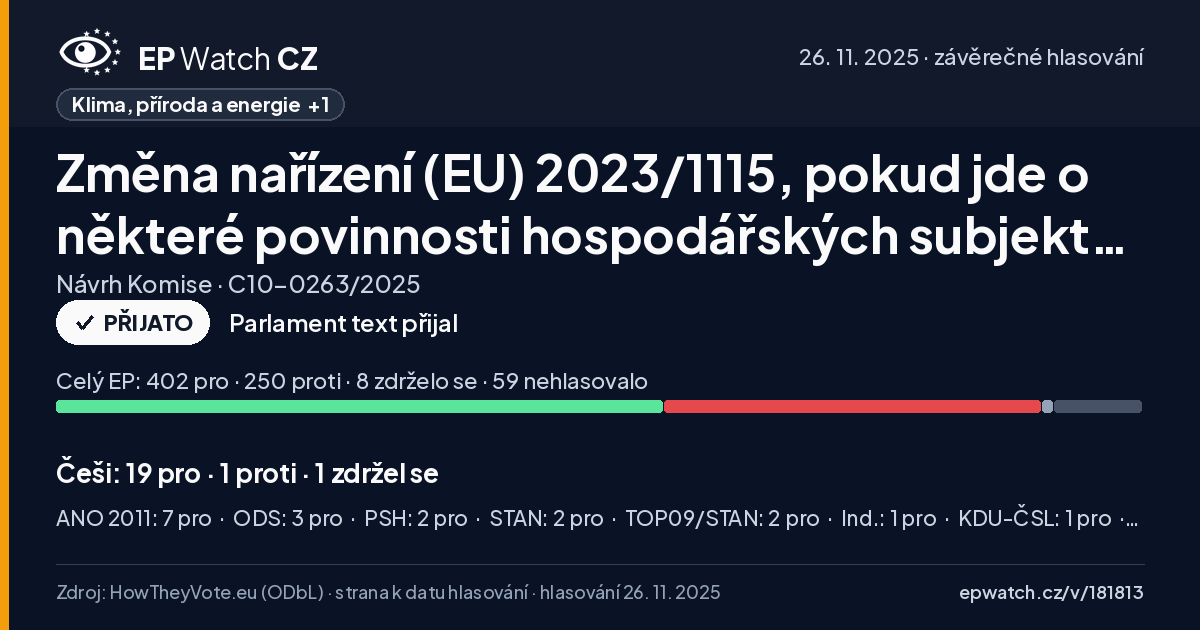 EP Watch CZ
26. 11. 2025 · závěrečné hlasování
Klima, příroda a energie +1
Změna nařízení (EU) 2023/1115, pokud jde o
některé povinnosti hospodářských subjekt…
Návrh Komise · C10-0263/2025
✓ PŘIJATO Parlament text přijal
Celý EP: 402 pro · 250 proti · 8 zdrželo se · 59 nehlasovalo
Češi: 19 pro · 1 proti · 1 zdržel se
ANO 2011: 7 pro · ODS: 3 pro · PSH: 2 pro · STAN: 2 pro · TOP09/STAN: 2 pro · Ind.: 1 pro · KDU-ČSL: 1 pro ·…
Zdroj: HowTheyVote.eu (ODbL) · strana k datu hlasování · hlasování 26. 11. 2025
epwatch.cz/v/181813